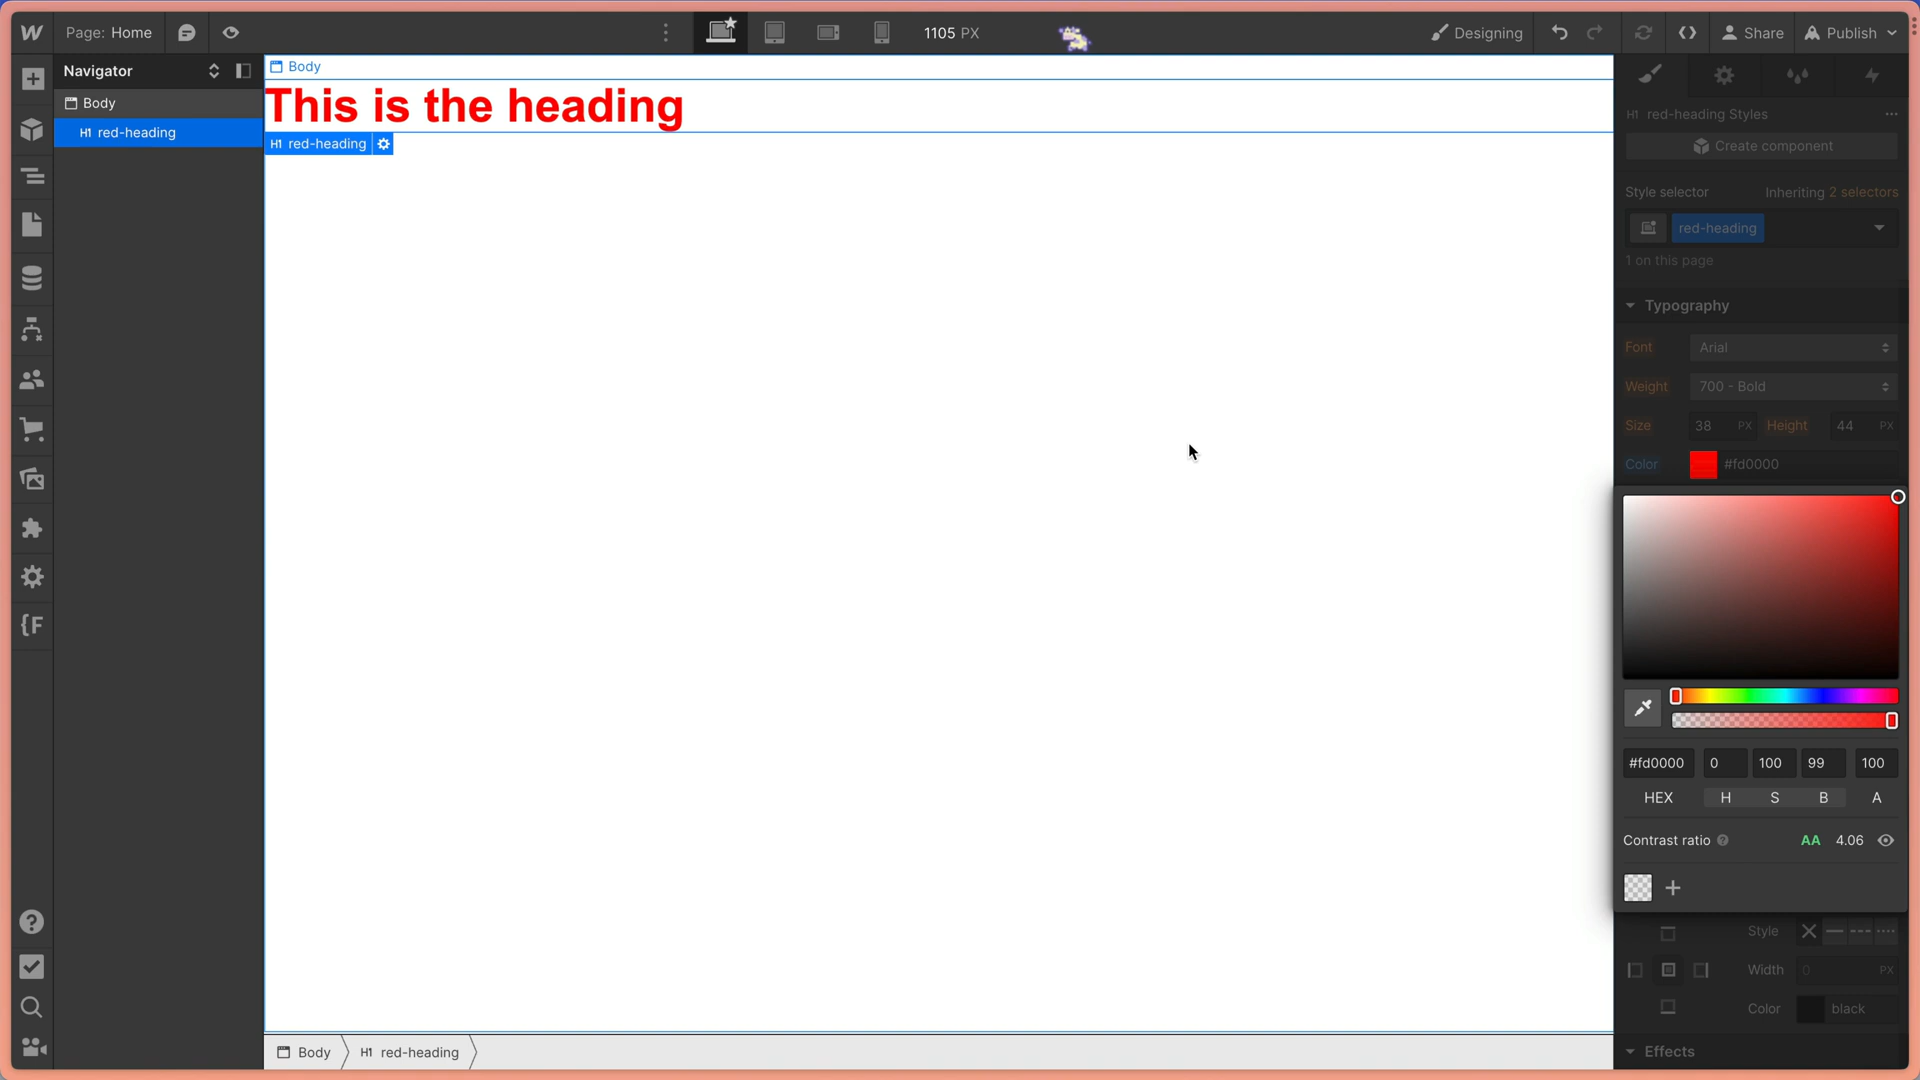 Page: Home
1105 PX
Designing
Share
Publish
Navigator
Body
H1 red-heading
Body
This is the heading
H1 red-heading
H1 red-heading Styles
Create component
Style selector
Inheriting 2 selectors
red-heading
1 on this page
Typography
Font
Arial
Weight
700 - Bold
Size
38 PX
Height
44 PX
Color
#fd0000
#fd0000
0
100
99
100
HEX
H
S
B
A
Contrast ratio
AA
4.06
Style
Width
0 PX
Color
black
Effects
Body
H1 red-heading